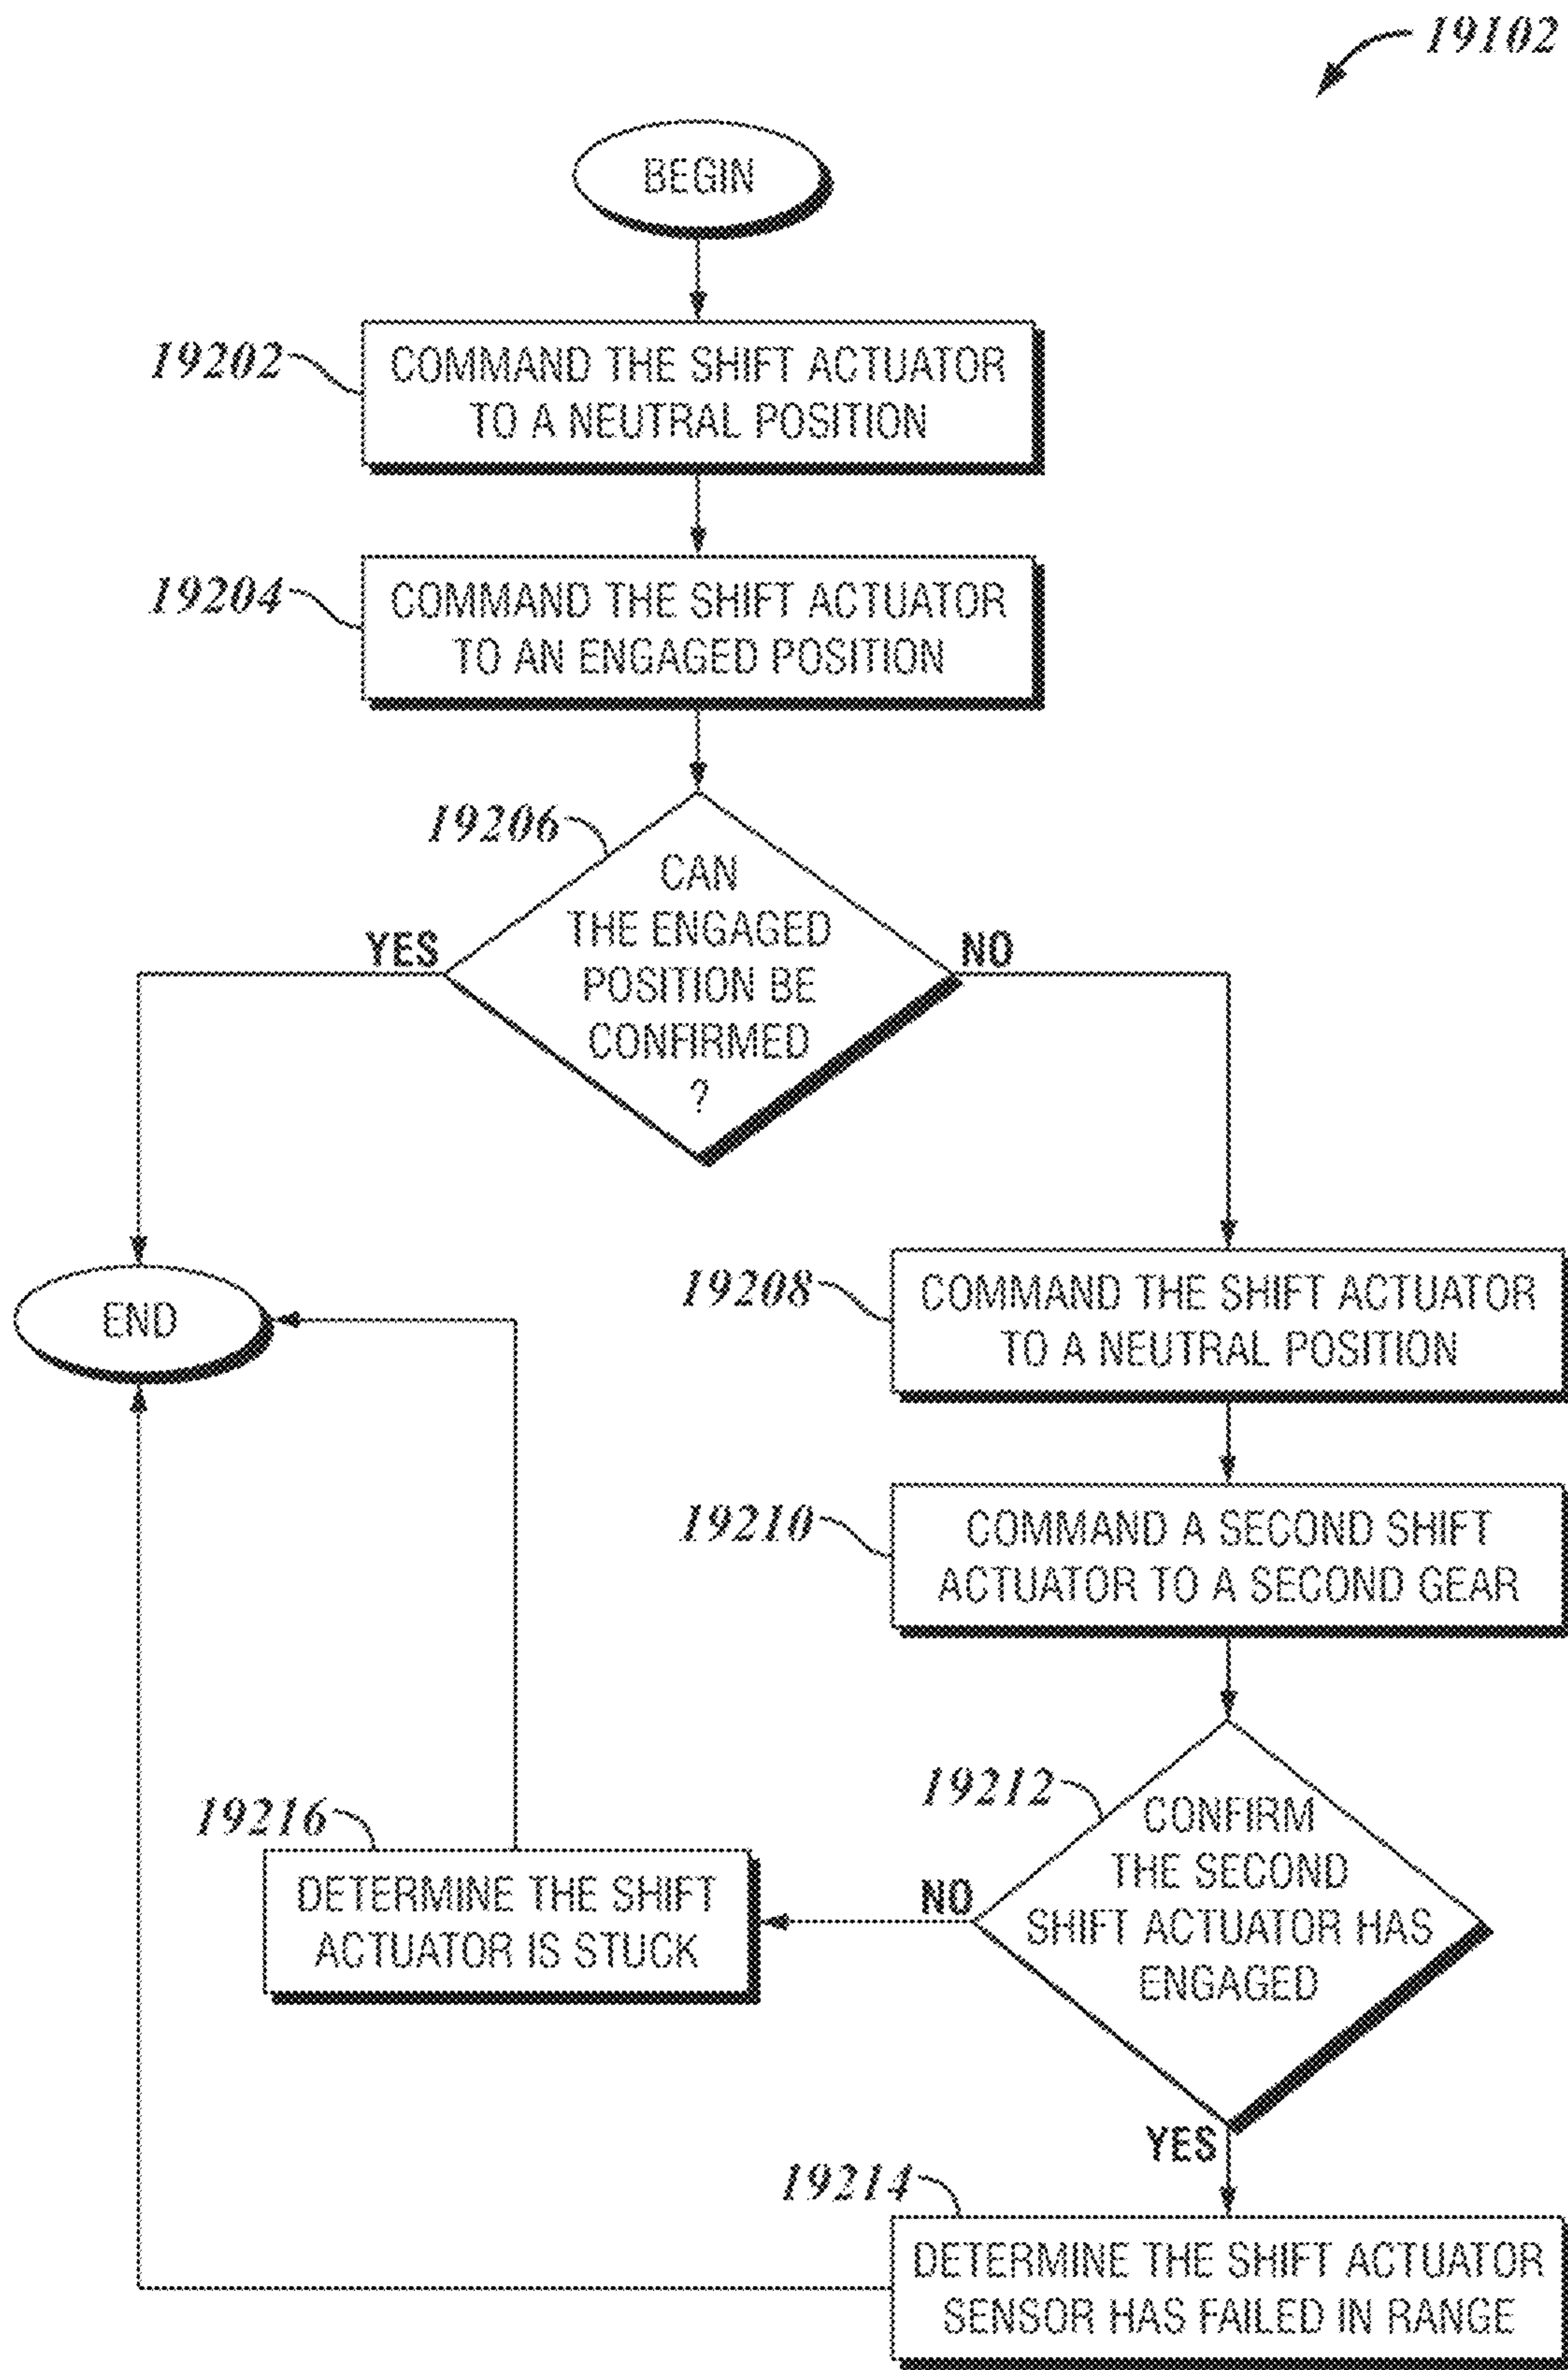 19102
BEGIN
19202
COMMAND THE SHIFT ACTUATOR
TO A NEUTRAL POSITION
19204
COMMAND THE SHIFT ACTUATOR
TO AN ENGAGED POSITION
19206
CAN
THE ENGAGED
POSITION BE
CONFIRMED
?
YES
NO
END
19208
COMMAND THE SHIFT ACTUATOR
TO A NEUTRAL POSITION
19210
COMMAND A SECOND SHIFT
ACTUATOR TO A SECOND GEAR
19212
CONFIRM
THE SECOND
SHIFT ACTUATOR HAS
ENGAGED
NO
19216
DETERMINE THE SHIFT
ACTUATOR IS STUCK
YES
19214
DETERMINE THE SHIFT ACTUATOR
SENSOR HAS FAILED IN RANGE